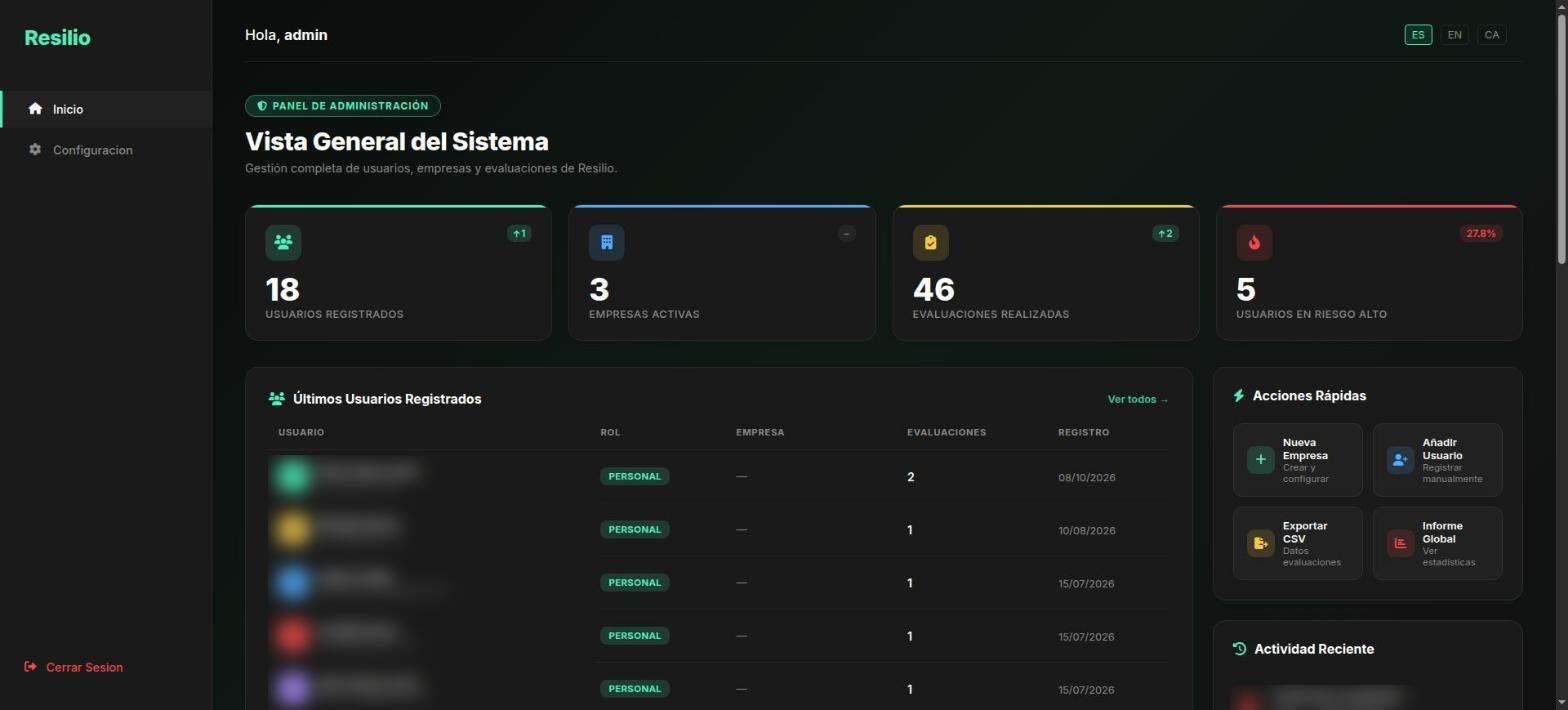 Resilio
Inicio
Configuracion
Cerrar Sesion
Hola, admin
ES EN CA
PANEL DE ADMINISTRACIÓN
Vista General del Sistema
Gestión completa de usuarios, empresas y evaluaciones de Resilio.
↑1
18
USUARIOS REGISTRADOS
–
3
EMPRESAS ACTIVAS
↑2
46
EVALUACIONES REALIZADAS
27.8%
5
USUARIOS EN RIESGO ALTO
Últimos Usuarios Registrados
Ver todos →
USUARIO ROL EMPRESA EVALUACIONES REGISTRO
PERSONAL — 2 08/10/2026
PERSONAL — 1 10/08/2026
PERSONAL — 1 15/07/2026
PERSONAL — 1 15/07/2026
PERSONAL — 1 15/07/2026
Acciones Rápidas
Nueva
Empresa
Crear y
configurar
Añadir
Usuario
Registrar
manualmente
Exportar
CSV
Datos
evaluaciones
Informe
Global
Ver
estadísticas
Actividad Reciente